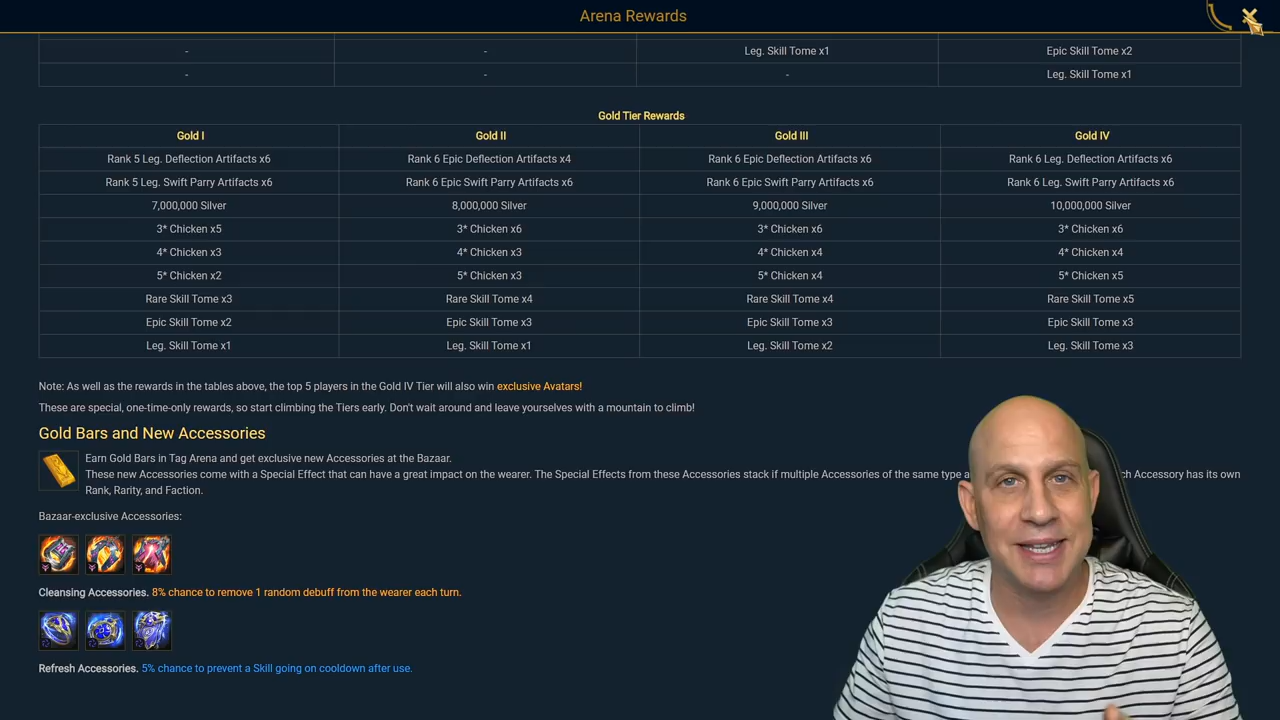 Arena Rewards
- - Leg. Skill Tome x1 Epic Skill Tome x2
- - - Leg. Skill Tome x1
Gold Tier Rewards
Gold I Gold II Gold III Gold IV
Rank 5 Leg. Deflection Artifacts x6 Rank 6 Epic Deflection Artifacts x4 Rank 6 Epic Deflection Artifacts x6 Rank 6 Leg. Deflection Artifacts x6
Rank 5 Leg. Swift Parry Artifacts x6 Rank 6 Epic Swift Parry Artifacts x6 Rank 6 Epic Swift Parry Artifacts x6 Rank 6 Leg. Swift Parry Artifacts x6
7,000,000 Silver 8,000,000 Silver 9,000,000 Silver 10,000,000 Silver
3* Chicken x5 3* Chicken x6 3* Chicken x6 3* Chicken x6
4* Chicken x3 4* Chicken x3 4* Chicken x4 4* Chicken x4
5* Chicken x2 5* Chicken x3 5* Chicken x4 5* Chicken x5
Rare Skill Tome x3 Rare Skill Tome x4 Rare Skill Tome x4 Rare Skill Tome x5
Epic Skill Tome x2 Epic Skill Tome x3 Epic Skill Tome x3 Epic Skill Tome x3
Leg. Skill Tome x1 Leg. Skill Tome x1 Leg. Skill Tome x2 Leg. Skill Tome x3
Note: As well as the rewards in the tables above, the top 5 players in the Gold IV Tier will also win exclusive Avatars!
These are special, one-time-only rewards, so start climbing the Tiers early. Don't wait around and leave yourselves with a mountain to climb!
Gold Bars and New Accessories
Earn Gold Bars in Tag Arena and get exclusive new Accessories at the Bazaar.
These new Accessories come with a Special Effect that can have a great impact on the wearer. The Special Effects from these Accessories stack if multiple Accessories of the same type Accessory has its own
Rank, Rarity, and Faction.
Bazaar-exclusive Accessories:
Cleansing Accessories. 8% chance to remove 1 random debuff from the wearer each turn.
Refresh Accessories. 5% chance to prevent a Skill going on cooldown after use.